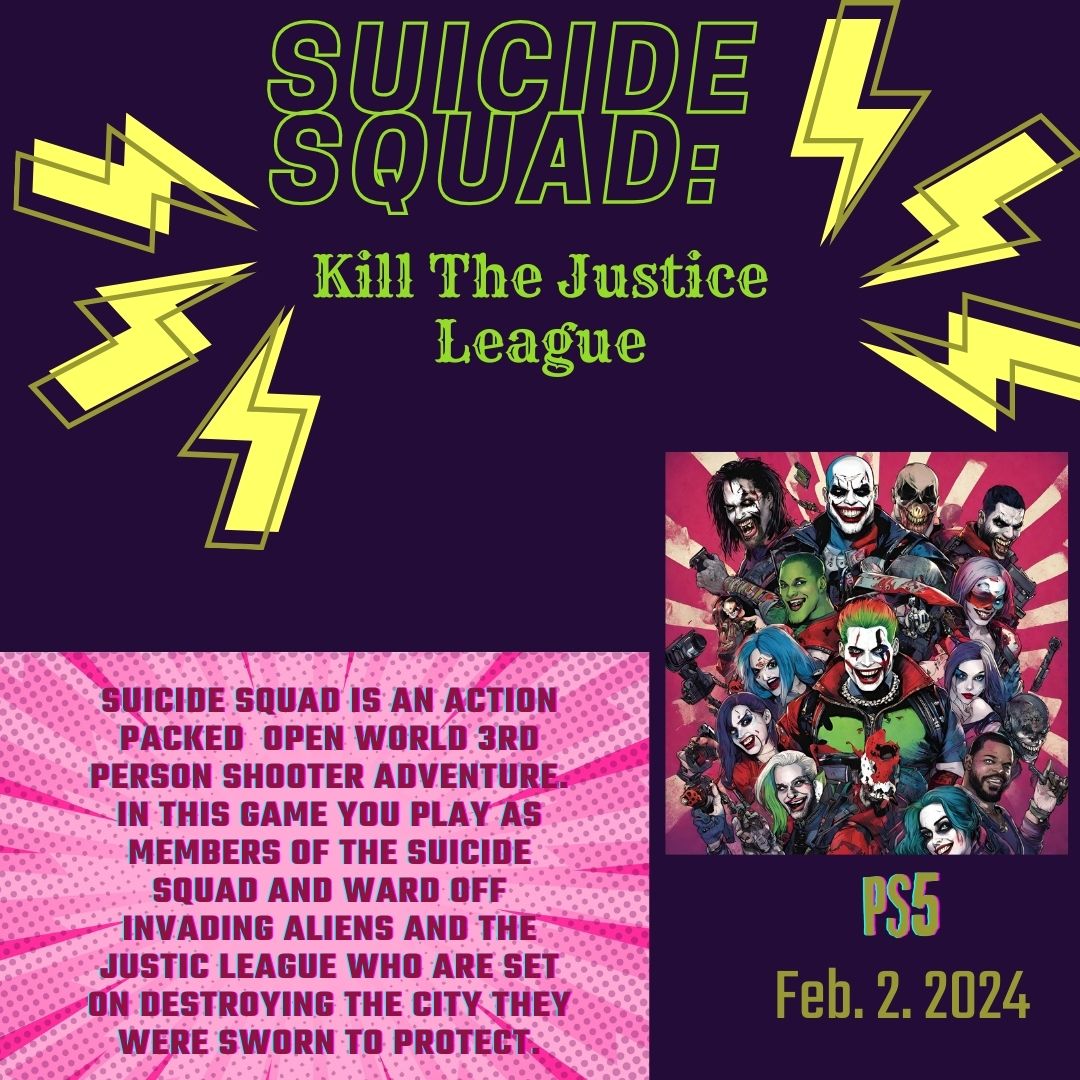 SUICIDE
SQUAD:
Kill The Justice
League
SUICIDE SQUAD IS AN ACTION
PACKED OPEN WORLD 3RD
PERSON SHOOTER ADVENTURE.
IN THIS GAME YOU PLAY AS
MEMBERS OF THE SUICIDE
SQUAD AND WARD OFF
INVADING ALIENS AND THE
JUSTIC LEAGUE WHO ARE SET
ON DESTROYING THE CITY THEY
WERE SWORN TO PROTECT.
PS5
Feb. 2. 2024